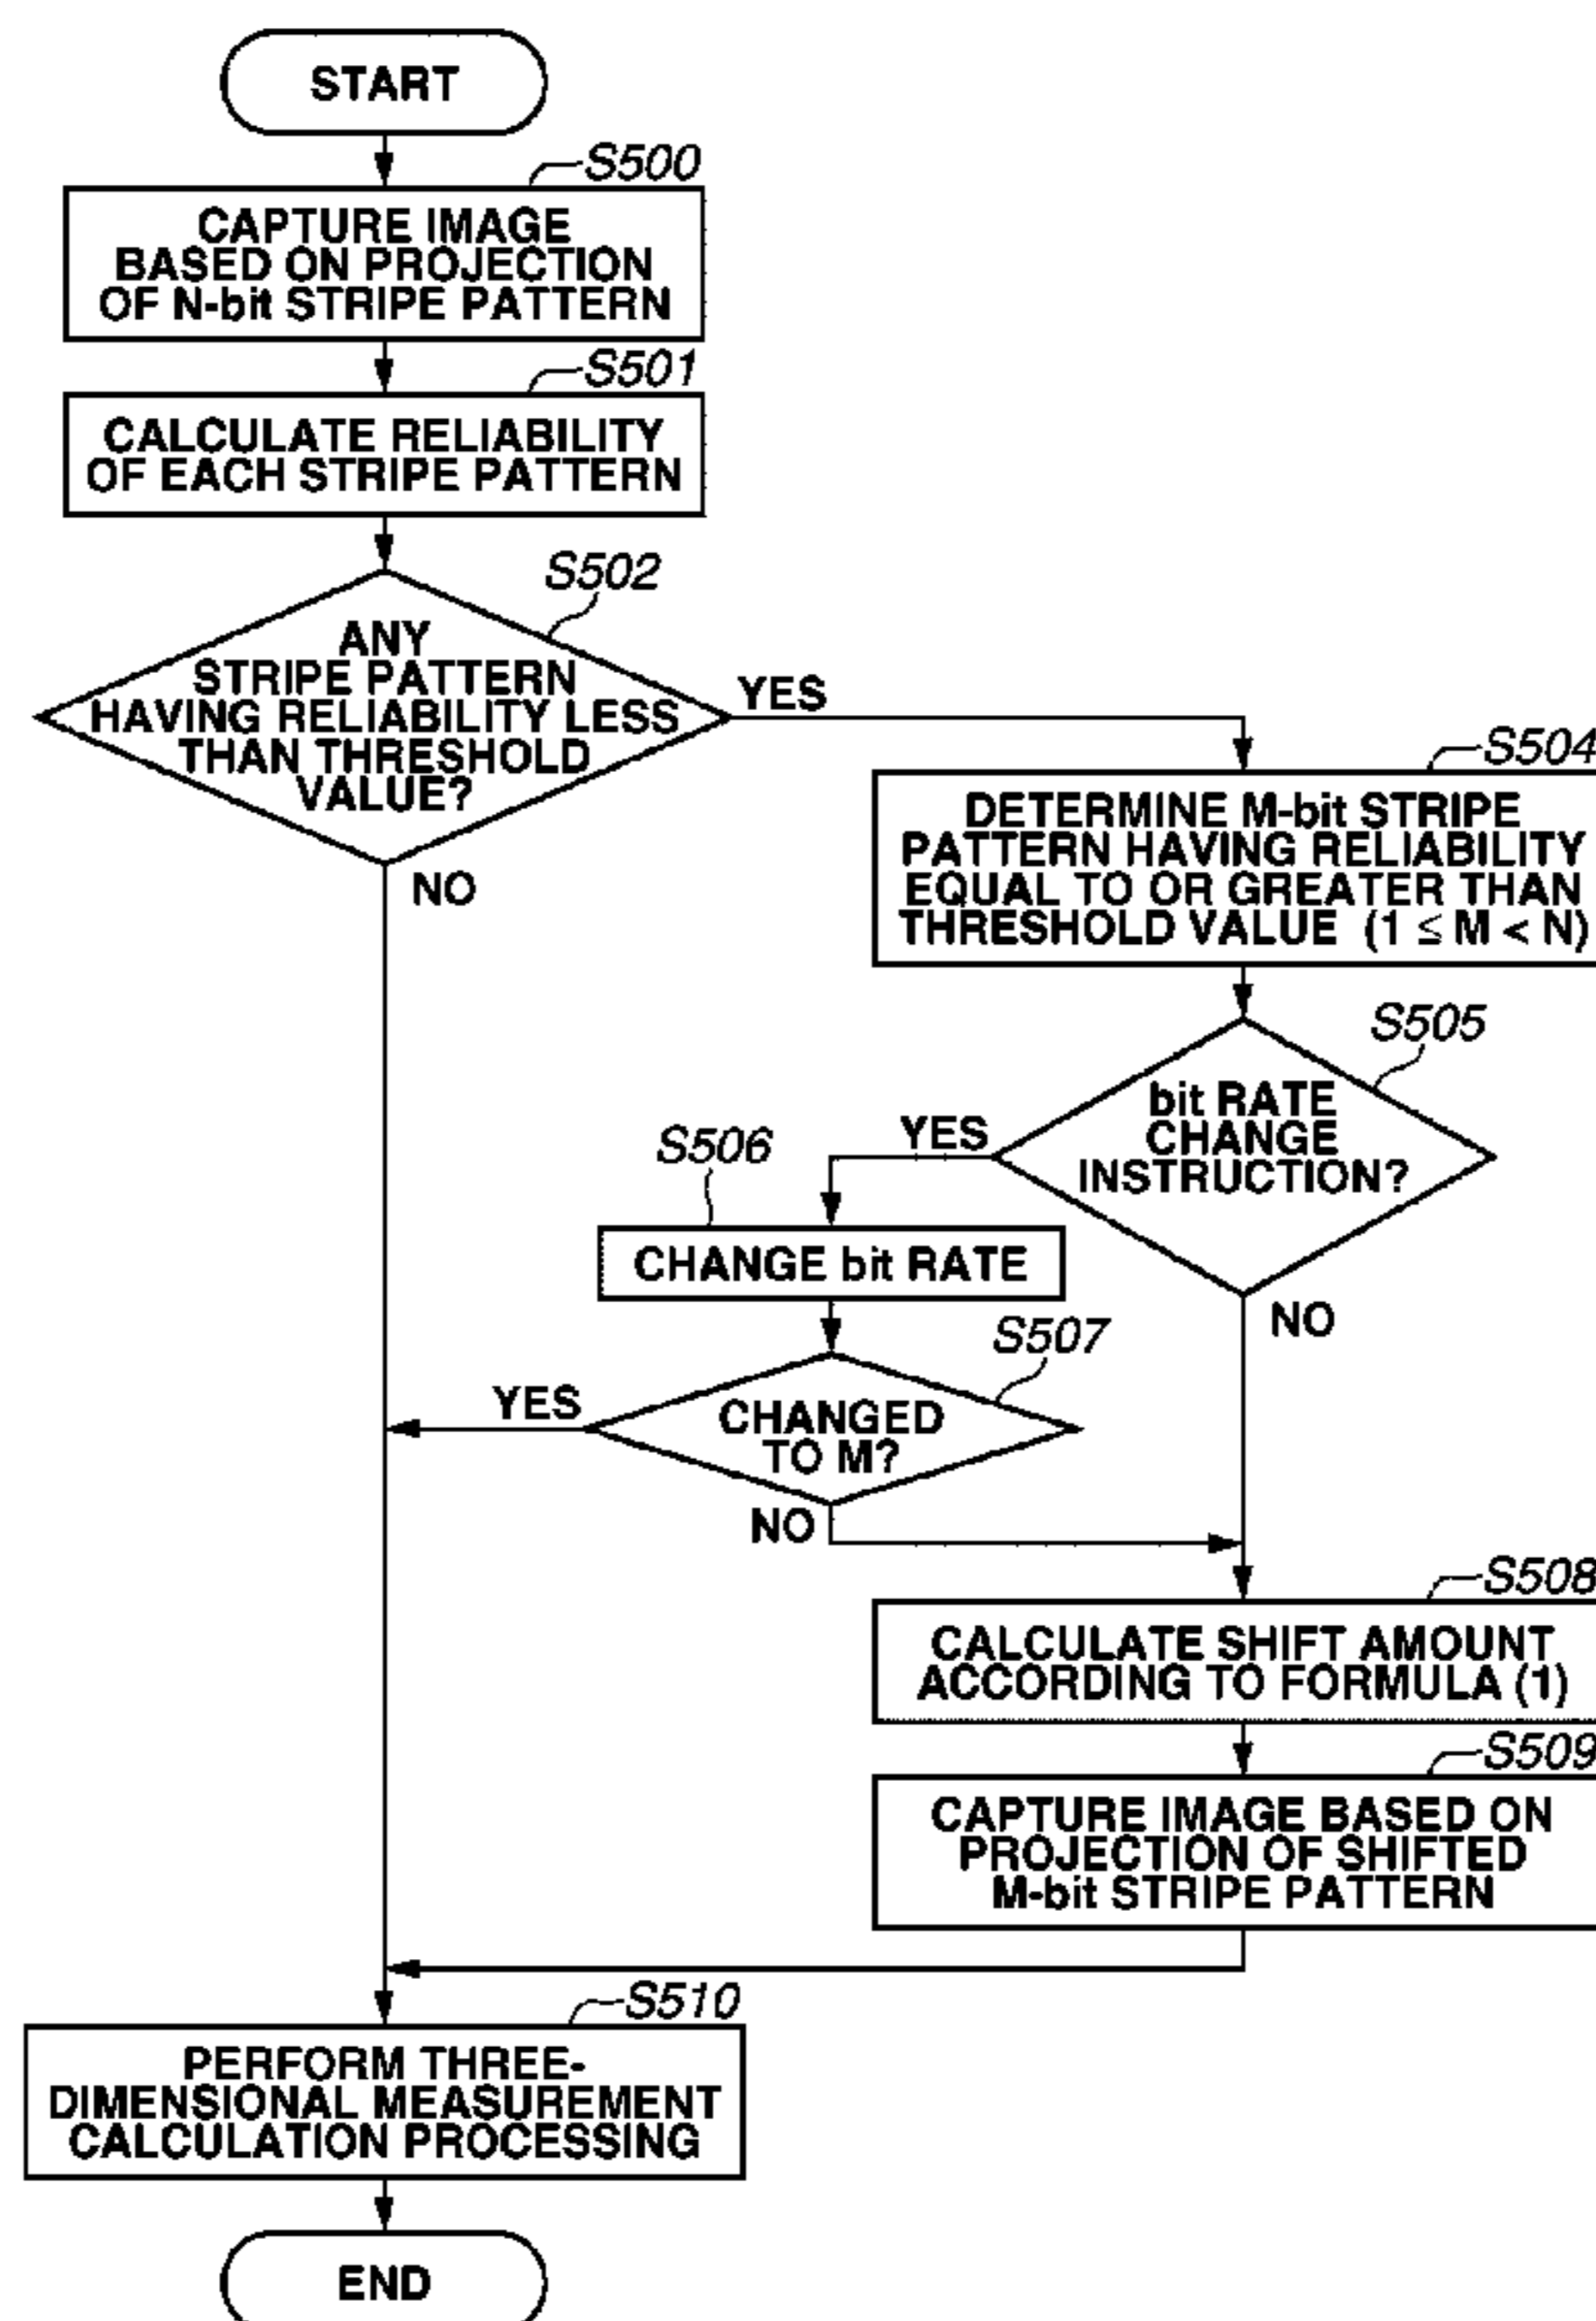 START
S500
CAPTURE IMAGE
BASED ON PROJECTION
OF N-bit STRIPE PATTERN
S501
CALCULATE RELIABILITY
OF EACH STRIPE PATTERN
S502
ANY
STRIPE PATTERN
HAVING RELIABILITY LESS
THAN THRESHOLD
VALUE?
YES
NO
S504
DETERMINE M-bit STRIPE
PATTERN HAVING RELIABILITY
EQUAL TO OR GREATER THAN
THRESHOLD VALUE (1 ≤ M < N)
S505
bit RATE
CHANGE
INSTRUCTION?
YES
NO
S506
CHANGE bit RATE
S507
CHANGED
TO M?
YES
NO
S508
CALCULATE SHIFT AMOUNT
ACCORDING TO FORMULA (1)
S509
CAPTURE IMAGE BASED ON
PROJECTION OF SHIFTED
M-bit STRIPE PATTERN
S510
PERFORM THREE-
DIMENSIONAL MEASUREMENT
CALCULATION PROCESSING
END